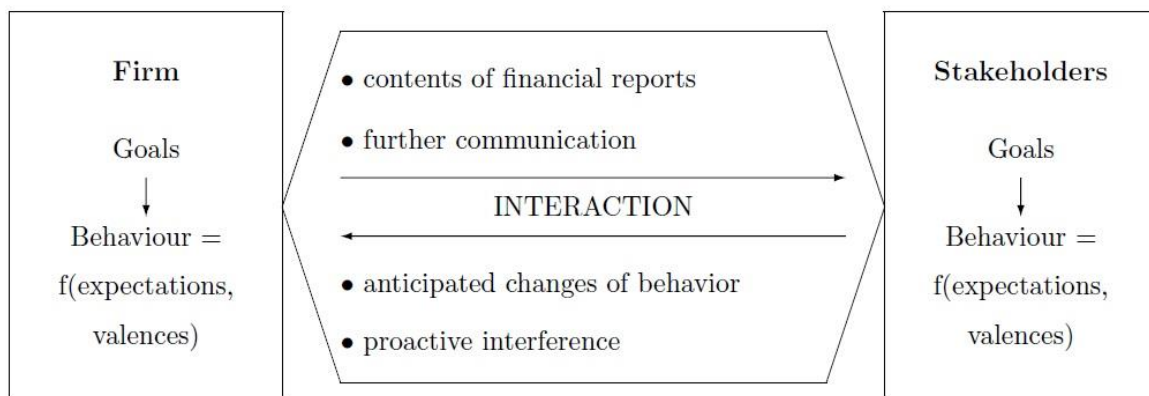 Firm
Goals
Behaviour =
f(expectations,
valences)
• contents of financial reports
• further communication
INTERACTION
• anticipated changes of behavior
• proactive interference
Stakeholders
Goals
Behaviour =
f(expectations,
valences)